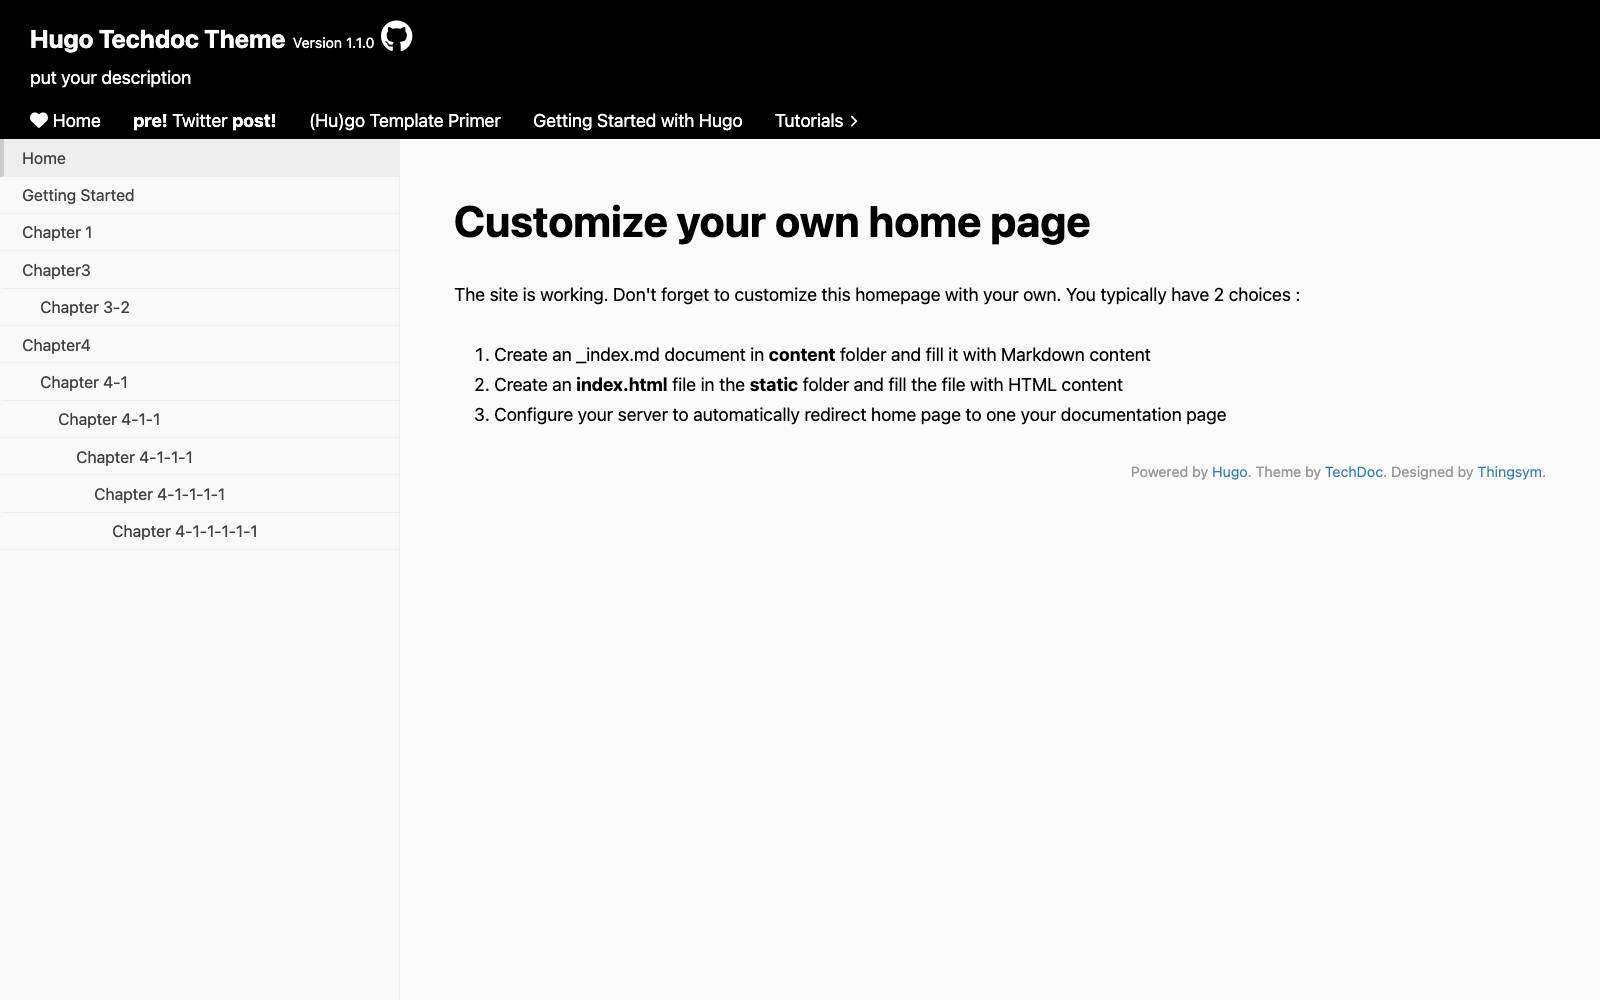 Hugo Techdoc Theme Version 1.1.0
put your description
Home pre! Twitter post! (Hu)go Template Primer Getting Started with Hugo Tutorials >
Home
Getting Started
Chapter 1
Chapter3
Chapter 3-2
Chapter4
Chapter 4-1
Chapter 4-1-1
Chapter 4-1-1-1
Chapter 4-1-1-1-1
Chapter 4-1-1-1-1-1
Customize your own home page
The site is working. Don't forget to customize this homepage with your own. You typically have 2 choices :
1. Create an _index.md document in content folder and fill it with Markdown content
2. Create an index.html file in the static folder and fill the file with HTML content
3. Configure your server to automatically redirect home page to one your documentation page
Powered by Hugo. Theme by TechDoc. Designed by Thingsym.